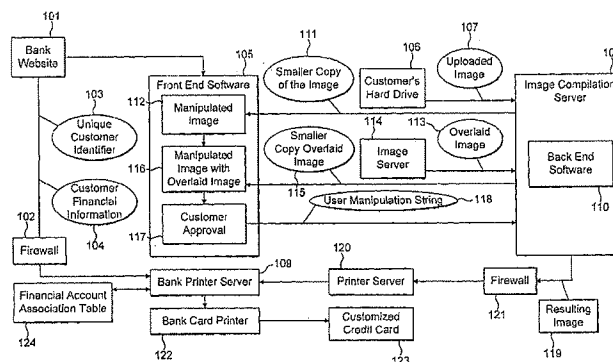 101
Bank
Website
103
Unique
Customer
Identifier
Customer
Financial
Information
104
102
Firewall
Financial Account
Association Table
124
105
Front End Software
112
Manipulated
Image
116
Manipulated
Image with
Overlaid Image
117
Customer
Approval
111
Smaller Copy
of the Image
106
Customer's
Hard Drive
107
Uploaded
Image
113
Overlaid
Image
114
Image
Server
Smaller
Copy Overlaid
Image
115
User Manipulation String
118
Image Compilation
Server
Back End
Software
110
109
Bank Printer Server
120
Printer Server
Firewall
121
Resulting
Image
119
Bank Card Printer
122
Customized
Credit Card
123